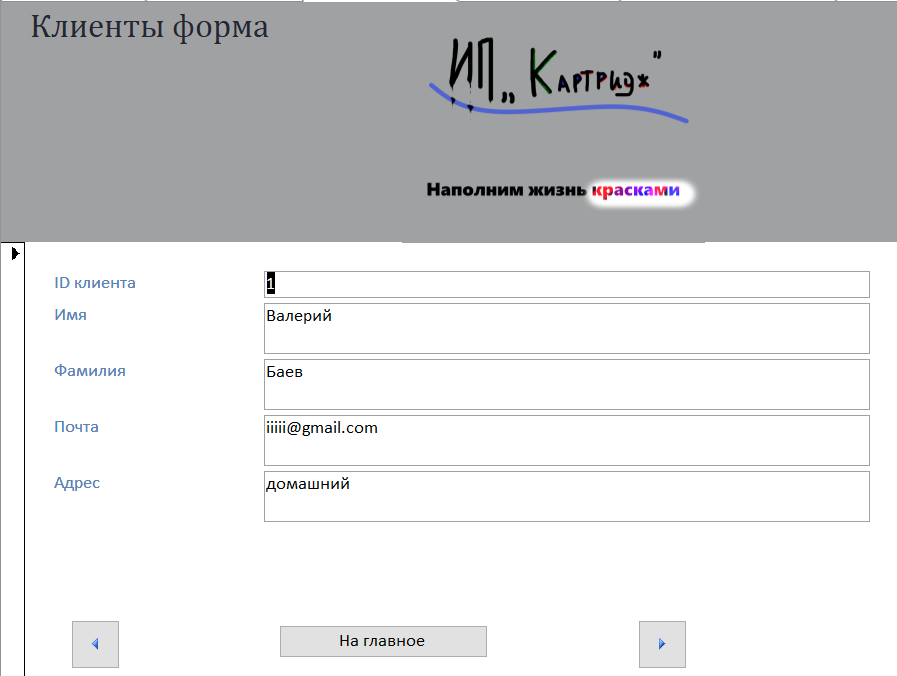 Клиенты форма
ИП „Картридж"
Наполним жизнь красками
ID клиента 1
Имя Валерий
Фамилия Баев
Почта iiiii@gmail.com
Адрес домашний
На главное